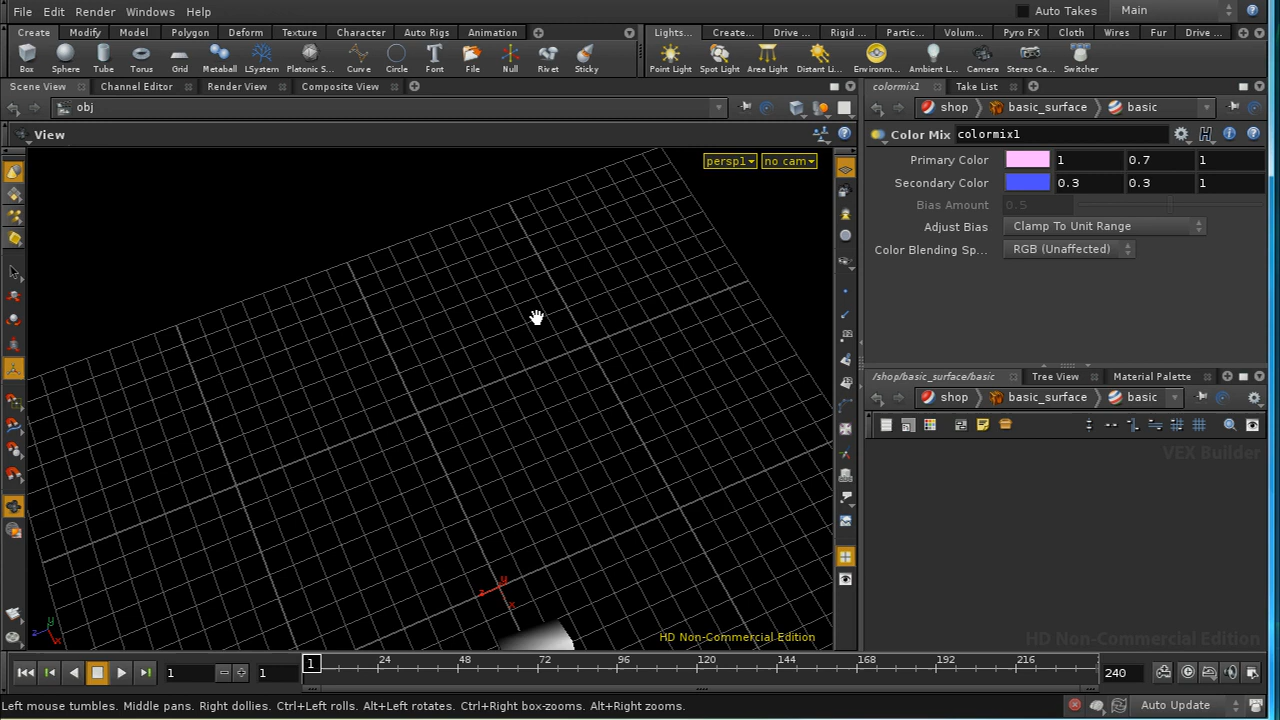 File Edit Render Windows Help Auto Takes Main
Create Modify Model Polygon Deform Texture Character Auto Rigs Animation Lights... Create... Drive ... Rigid ... Partic... Volum... Pyro FX Cloth Wires Fur Drive ...
Box Sphere Tube Torus Grid Metaball LSystem Platonic S... Curve Circle Font File Null Rivet Sticky Point Light Spot Light Area Light Distant Li... Environm... Ambient L... Camera Stereo Ca... Switcher
Scene View Channel Editor Render View Composite View colormix1 Take List
obj shop basic_surface basic
View Color Mix colormix1
persp1 no cam Primary Color 1 0.7 1
Secondary Color 0.3 0.3 1
Bias Amount 0.5
Adjust Bias Clamp To Unit Range
Color Blending Sp... RGB (Unaffected)
/shop/basic_surface/basic Tree View Material Palette
shop basic_surface basic
VEX Builder
z y x
y z x
HD Non-Commercial Edition HD Non-Commercial Edition
1 1 1 24 48 72 96 120 144 168 192 216 240
Left mouse tumbles. Middle pans. Right dollies. Ctrl+Left rolls. Alt+Left rotates. Ctrl+Right box-zooms. Alt+Right zooms. Auto Update